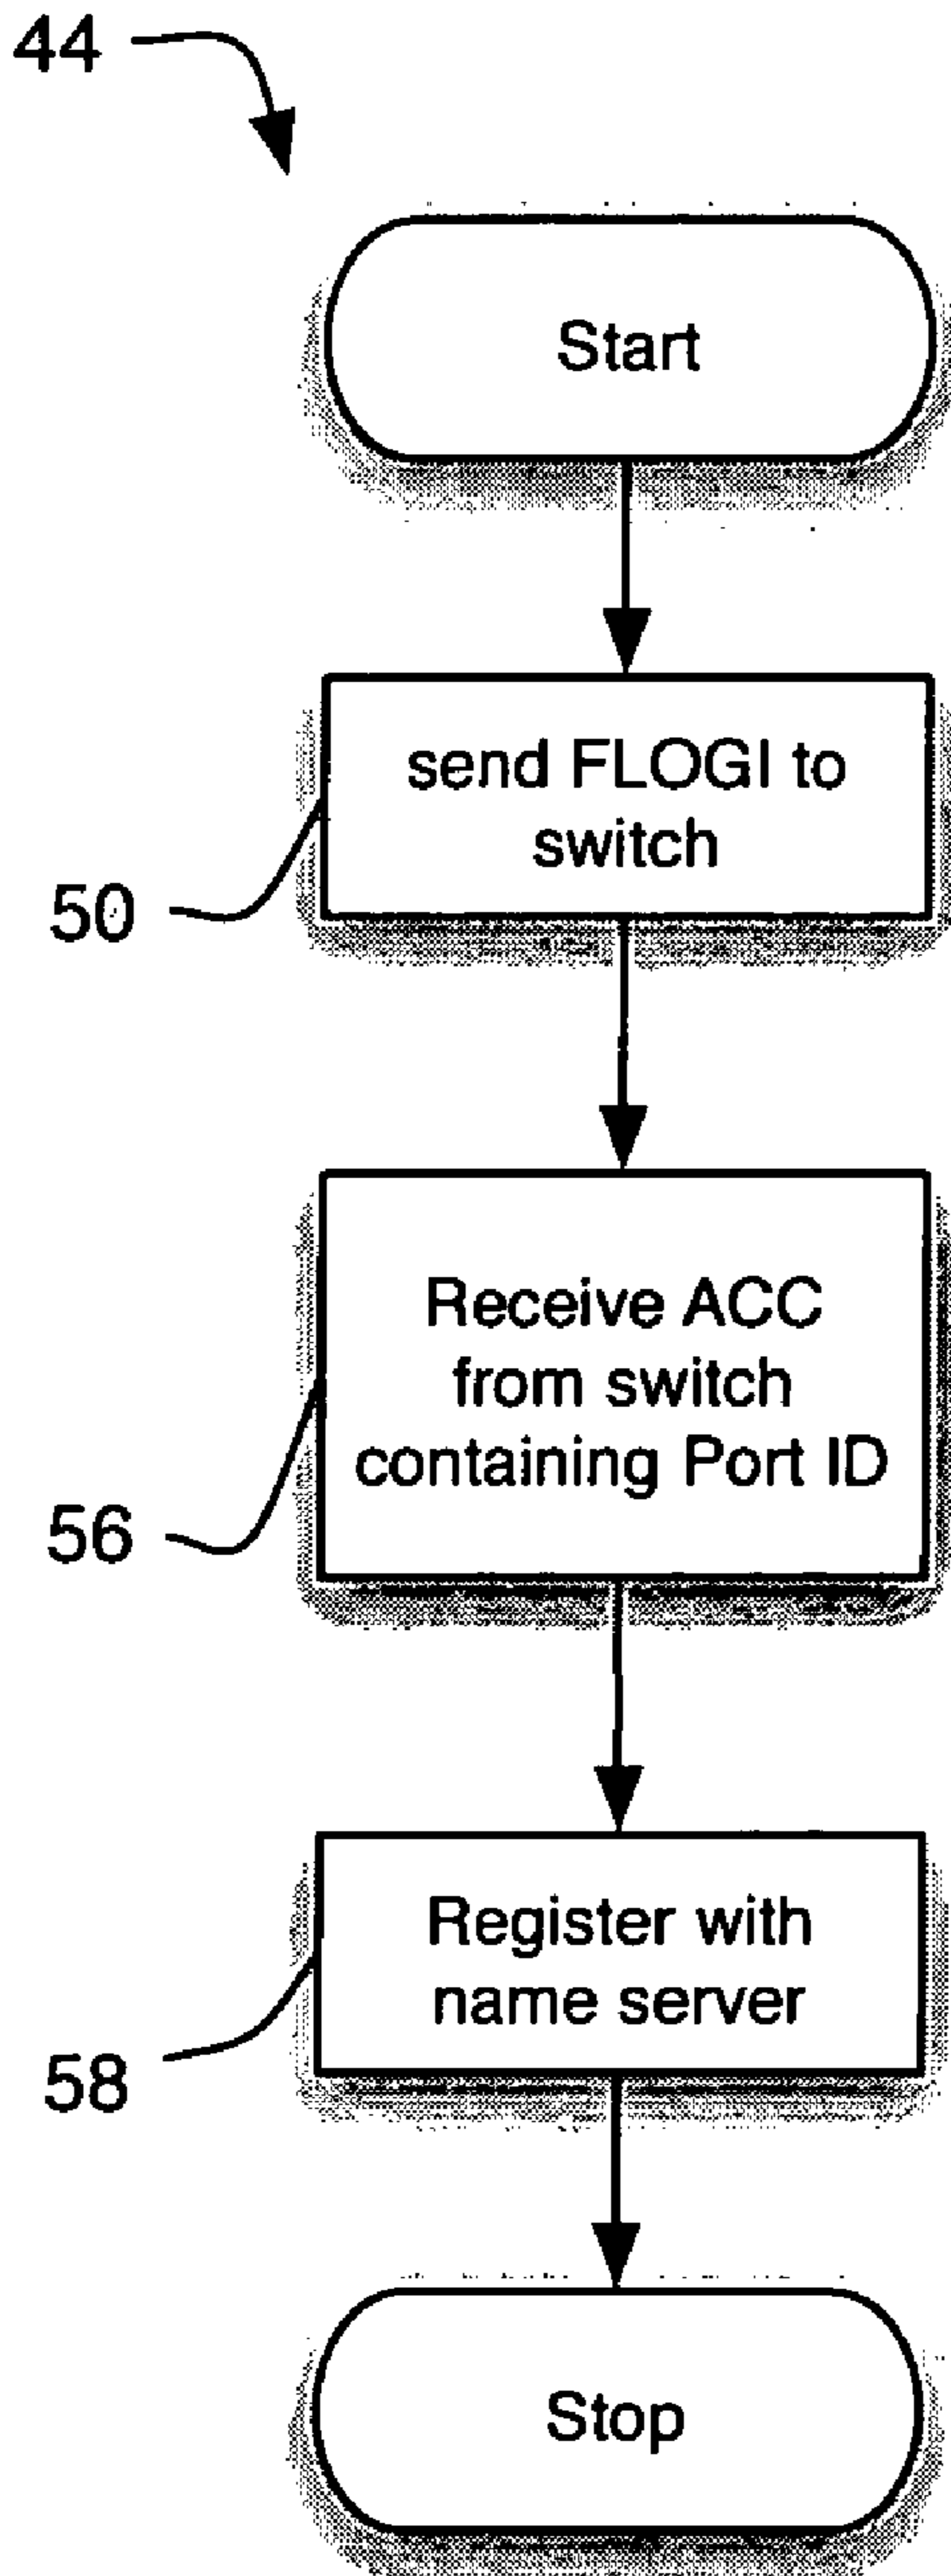 44
Start
send FLOGI to
switch
50
Receive ACC
from switch
containing Port ID
56
Register with
name server
58
Stop